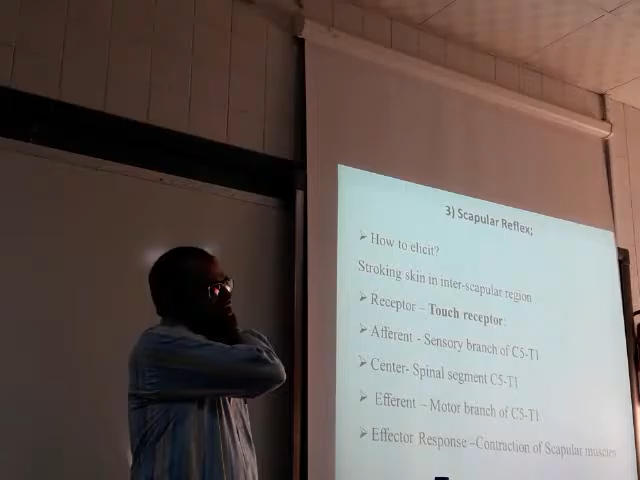 3) Scapular Reflex;
➢ How to elicit?
Stroking skin in inter-scapular region
➢ Receptor – Touch receptor:
➢ Afferent - Sensory branch of C5-T1
➢ Center- Spinal segment C5-T1
➢ Efferent – Motor branch of C5-T1
➢ Effector Response –Contraction of Scapular muscles